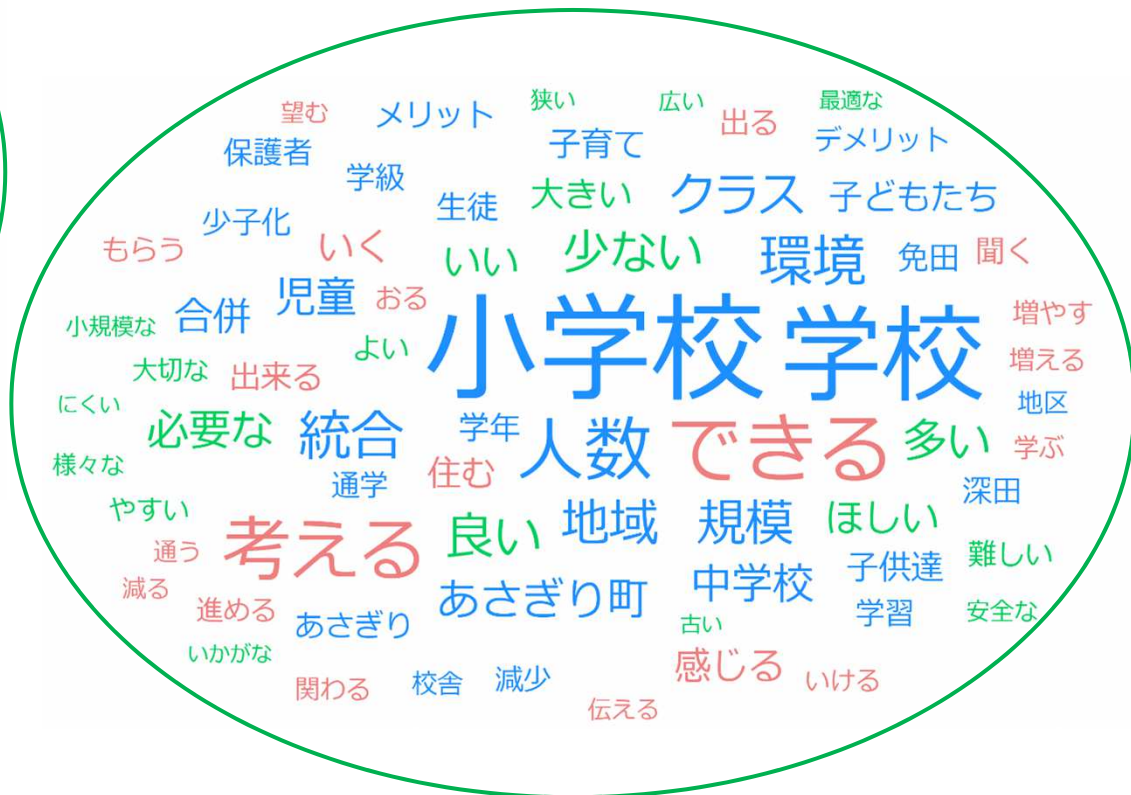 狭い 広い 最適な
望む メリット 出る
保護者 子育て デメリット
学級 生徒 大きい クラス 子どもたち
少子化
もらう いく いい 少ない 環境 免田 聞く
児童 おる
小規模な 合併 小学校 学校 増やす
よい
大切な 出来る 増える
にくい 地区
必要な 統合 学年 人数 できる 多い 学ぶ
様々な 通学 住む
やすい 深田
考える 良い 地域 規模 ほしい
通う 難しい
減る あさぎり町 中学校 子供達
進める あさぎり 学習 安全な
古い
いかがな 感じる
関わる 校舎 減少 いける
伝える